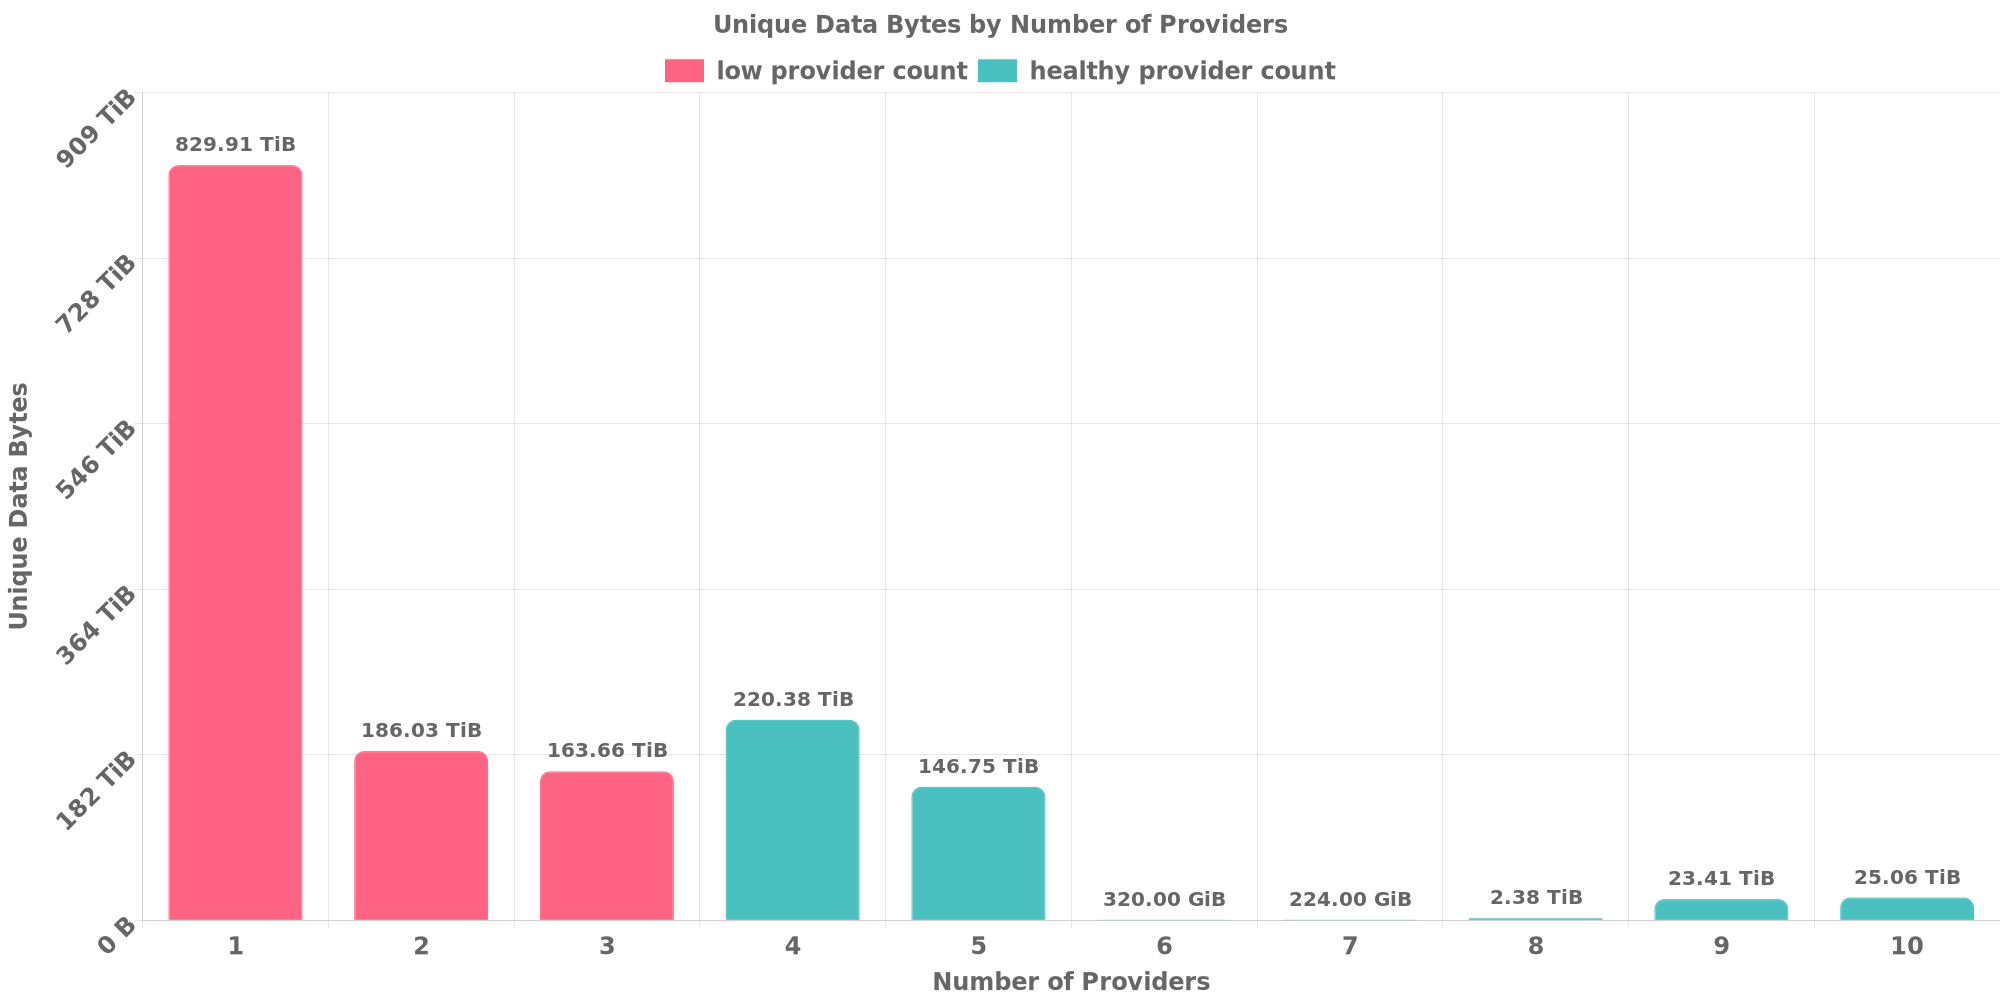 Unique Data Bytes by Number of Providers
low provider count healthy provider count
909 TiB
728 TiB
546 TiB
364 TiB
182 TiB
0 B
Unique Data Bytes
829.91 TiB
186.03 TiB
163.66 TiB
220.38 TiB
146.75 TiB
320.00 GiB
224.00 GiB
2.38 TiB
23.41 TiB
25.06 TiB
1 2 3 4 5 6 7 8 9 10
Number of Providers